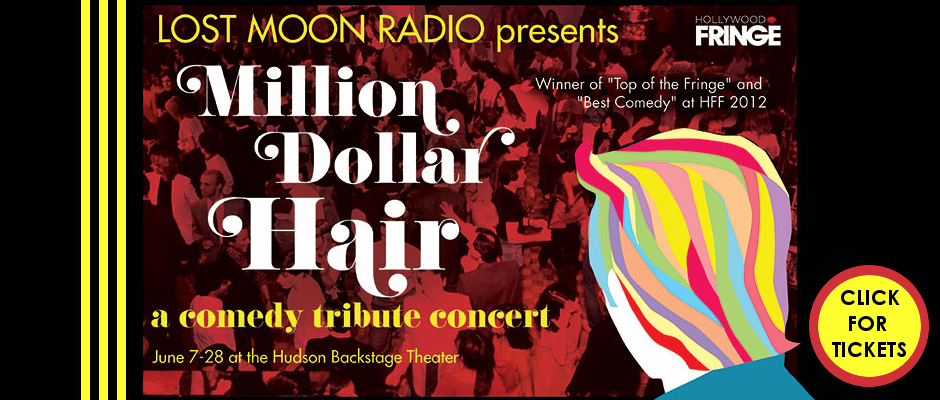 LOST MOON RADIO presents
HOLLYWOOD
FRINGE
Million
Dollar
Hair
Winner of "Top of the Fringe" and
"Best Comedy" at HFF 2012
a comedy tribute concert
June 7-28 at the Hudson Backstage Theater
CLICK
FOR
TICKETS